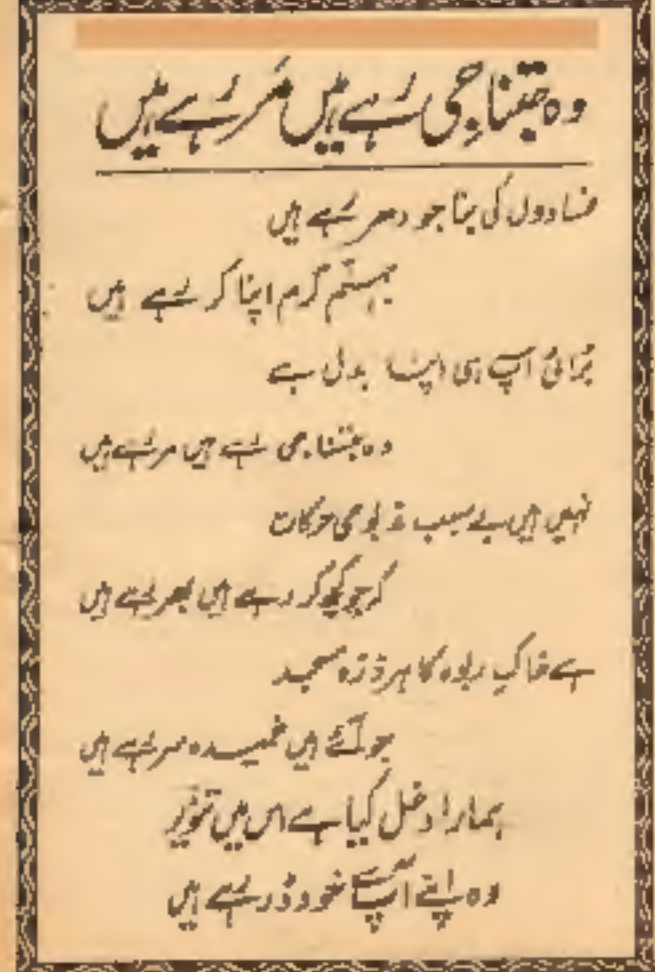 وہ جتنا جی رہے ہیں مر رہے ہیں
فسادوں کی بنا جو دھر رہے ہیں
جہنم گرم اپنا کر رہے ہیں
برائی آپ ہی اپنا بدل ہے
وہ جتنا جی رہے ہیں مر رہے ہیں
نہیں ہیں بے سبب حرکات
کہ جو کچھ کر رہے ہیں بھر رہے ہیں
ہے خاکِ ربوہ کا ہر ذرہ مسجد
جو آئے ہیں خمیدہ سر رہے ہیں
ہمارا دخل کیا ہے اس میں تنویر
وہ اپنے آپ سے خود ڈر رہے ہیں